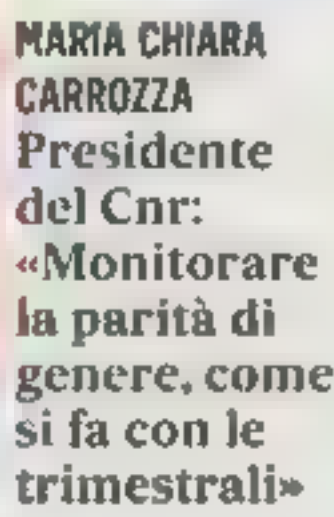 MARIA CHIARA
CARROZZA
Presidente
del Cnr:
«Monitorare
la parità di
genere, come
si fa con le
trimestrali»